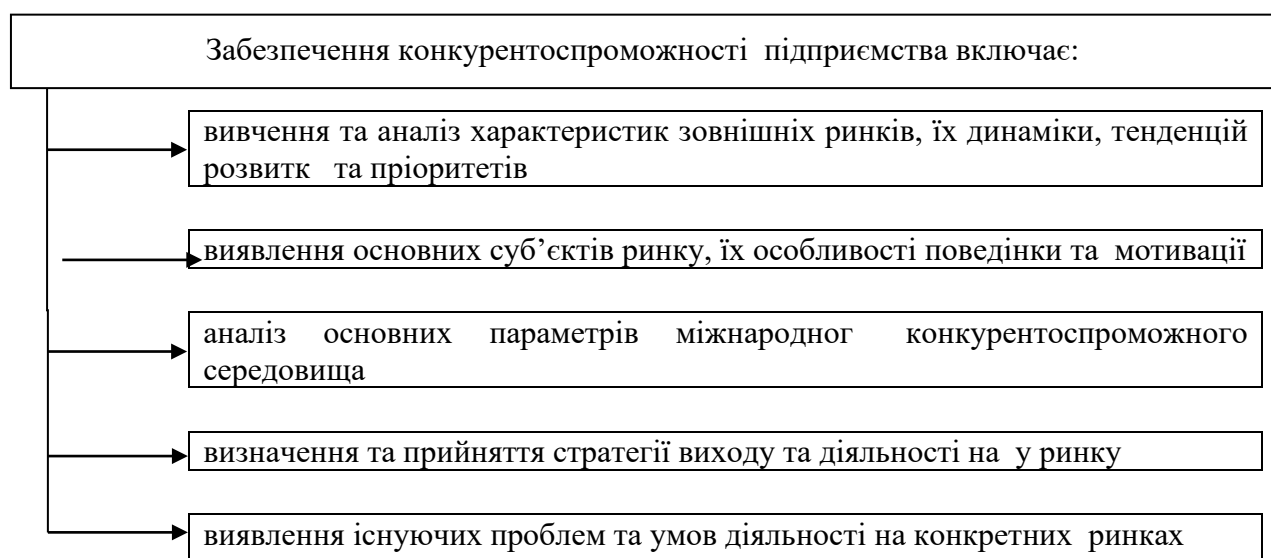 Забезпечення конкурентоспроможності підприємства включає:
вивчення та аналіз характеристик зовнішніх ринків, їх динаміки, тенденцій
розвитк та пріоритетів
виявлення основних суб’єктів ринку, їх особливості поведінки та мотивації
аналіз основних параметрів міжнародног конкурентоспроможного
середовища
визначення та прийняття стратегії виходу та діяльності на у ринку
виявлення існуючих проблем та умов діяльності на конкретних ринках